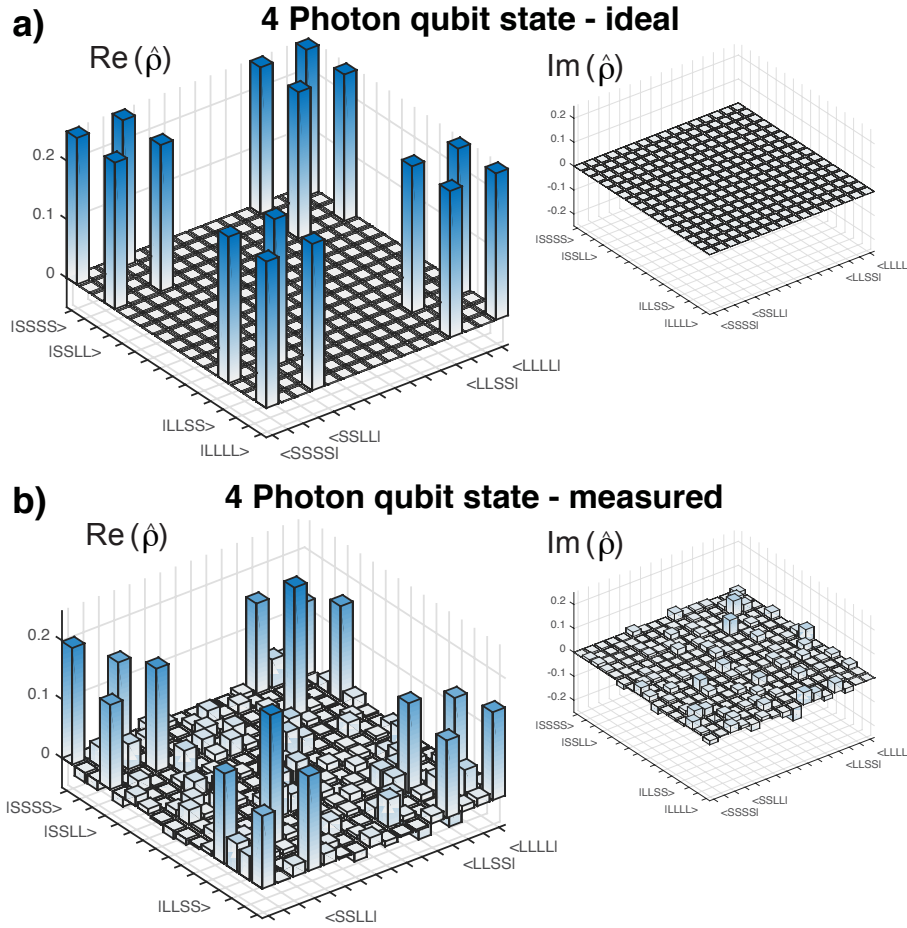 a)
4 Photon qubit state - ideal
Re (ρ̂)
0.2
0.1
0
|SSSS>
|SSLL>
|LLSS>
|LLLL>
<SSSS|
<SSLL|
<LLSS|
<LLLL|
Im (ρ̂)
0.2
0.1
0
-0.1
-0.2
|SSSS>
|SSLL>
|LLSS>
|LLLL>
<SSSS|
<SSLL|
<LLSS|
<LLLL
b)
4 Photon qubit state - measured
Re (ρ̂)
0.2
0.1
0
|SSSS>
|SSLL>
|LLSS>
<SSLL|
<LLSS|
<LLLL|
Im (ρ̂)
0.2
0.1
0
-0.1
-0.2
|SSSS>
|SSLL>
|LLSS>
|LLLL>
<SSSS|
<SSLL|
<LLSS|
<LLLL